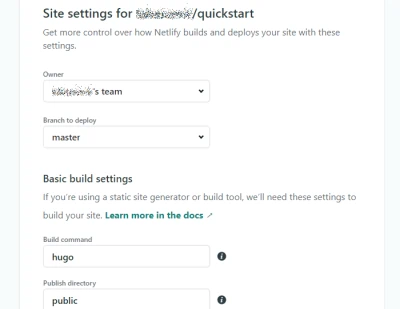 Site settings for /quickstart
Get more control over how Netlify builds and deploys your site with these
settings.
Owner
's team
Branch to deploy
master
Basic build settings
If you're using a static site generator or build tool, we'll need these settings to
build your site. Learn more in the docs ↗
Build command
hugo
Publish directory
public